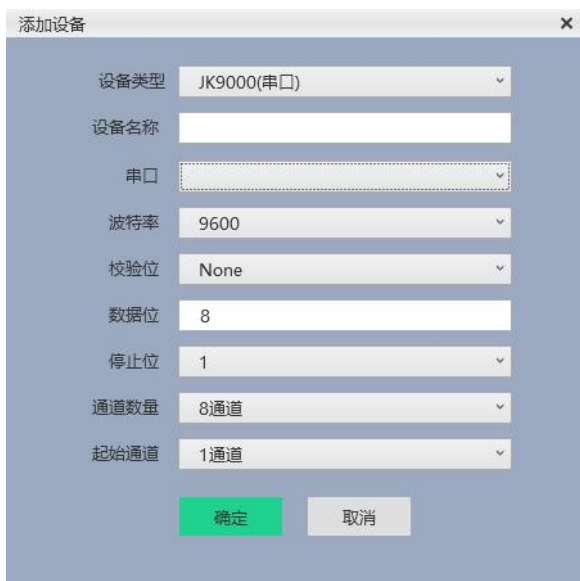 添加设备 ×
设备类型 JK9000(串口)
设备名称
串口
波特率 9600
校验位 None
数据位 8
停止位 1
通道数量 8通道
起始通道 1通道
确定 取消